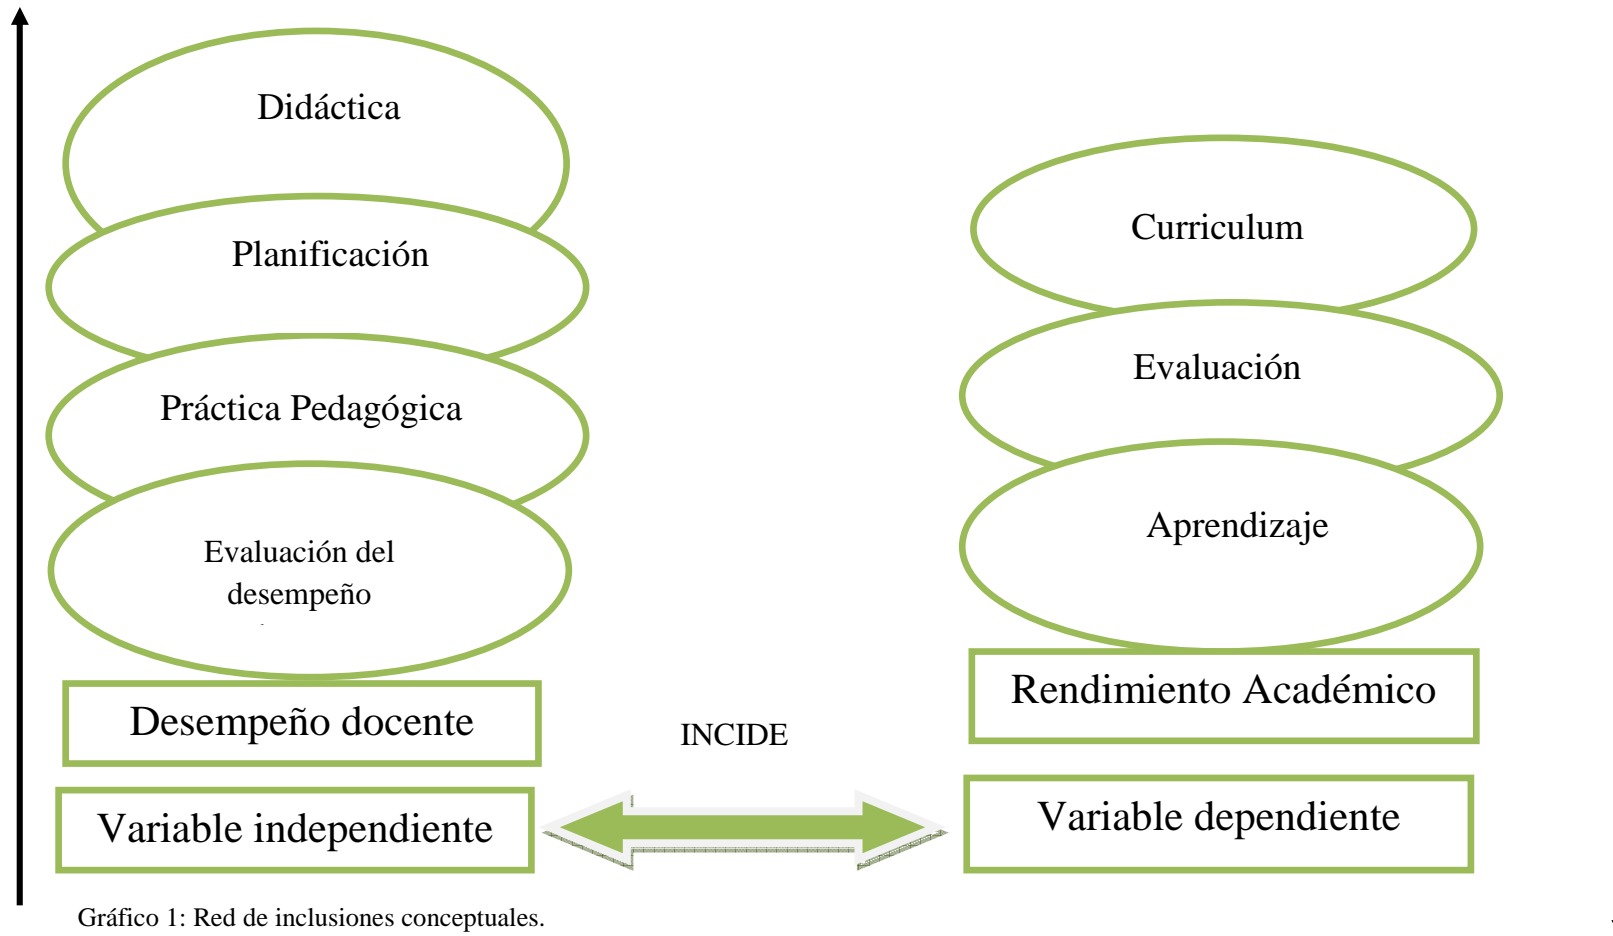 Didáctica
Planificación
Práctica Pedagógica
Evaluación del
desempeño
Desempeño docente
Variable independiente
INCIDE
Curriculum
Evaluación
Aprendizaje
Rendimiento Académico
Variable dependiente
Gráfico 1: Red de inclusiones conceptuales.